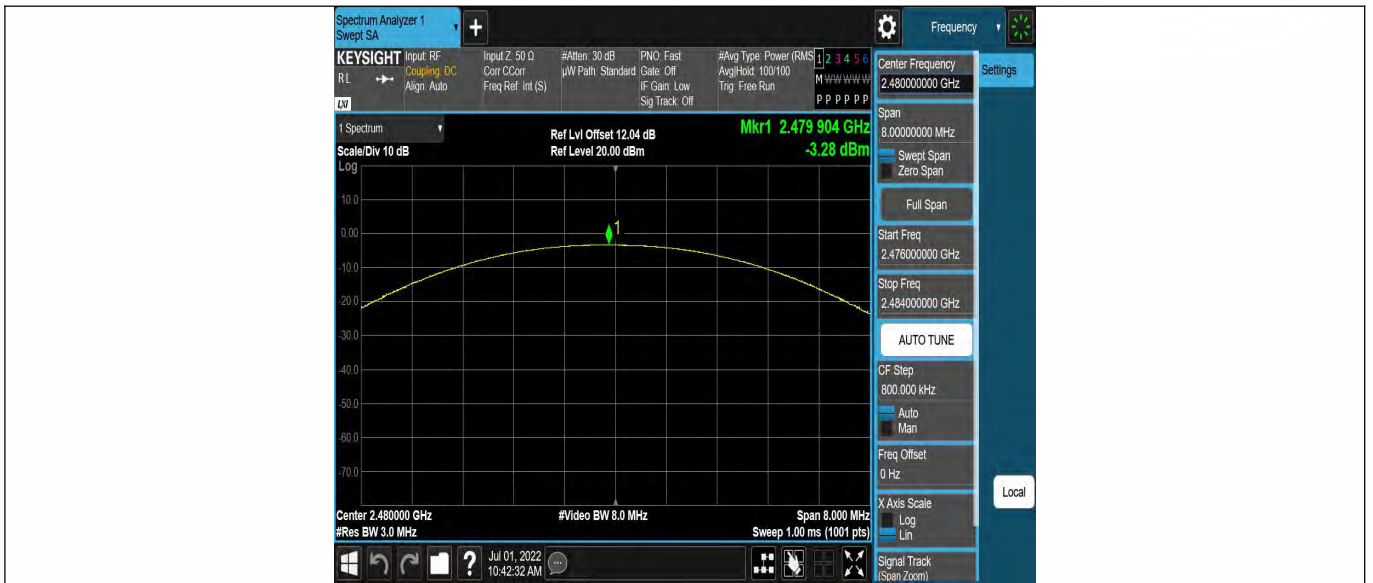 Spectrum Analyzer 1
Swept SA
+
Frequency
KEYSIGHT
R L
LXI
Input: RF
Coupling: DC
Align: Auto
Input Z: 50 Ω
Corr CCorr
Freq Ref: Int (S)
#Atten: 30 dB
µW Path: Standard
PNO: Fast
Gate: Off
IF Gain: Low
Sig Track: Off
#Avg Type: Power (RMS
Avg|Hold: 100/100
Trig: Free Run
1 2 3 4 5 6
M W W W W W
P P P P P P
1 Spectrum
Scale/Div 10 dB
Log
Ref Lvl Offset 12.04 dB
Ref Level 20.00 dBm
Mkr1 2.479 904 GHz
-3.28 dBm
10.0
0.00
-10.0
-20.0
-30.0
-40.0
-50.0
-60.0
-70.0
1
Center 2.480000 GHz
#Res BW 3.0 MHz
#Video BW 8.0 MHz
Span 8.000 MHz
Sweep 1.00 ms (1001 pts)
?
Jul 01, 2022
10:42:32 AM
Center Frequency
2.480000000 GHz
Span
8.00000000 MHz
Swept Span
Zero Span
Full Span
Start Freq
2.476000000 GHz
Stop Freq
2.484000000 GHz
AUTO TUNE
CF Step
800.000 kHz
Auto
Man
Freq Offset
0 Hz
X Axis Scale
Log
Lin
Signal Track
(Span Zoom)
Settings
Local